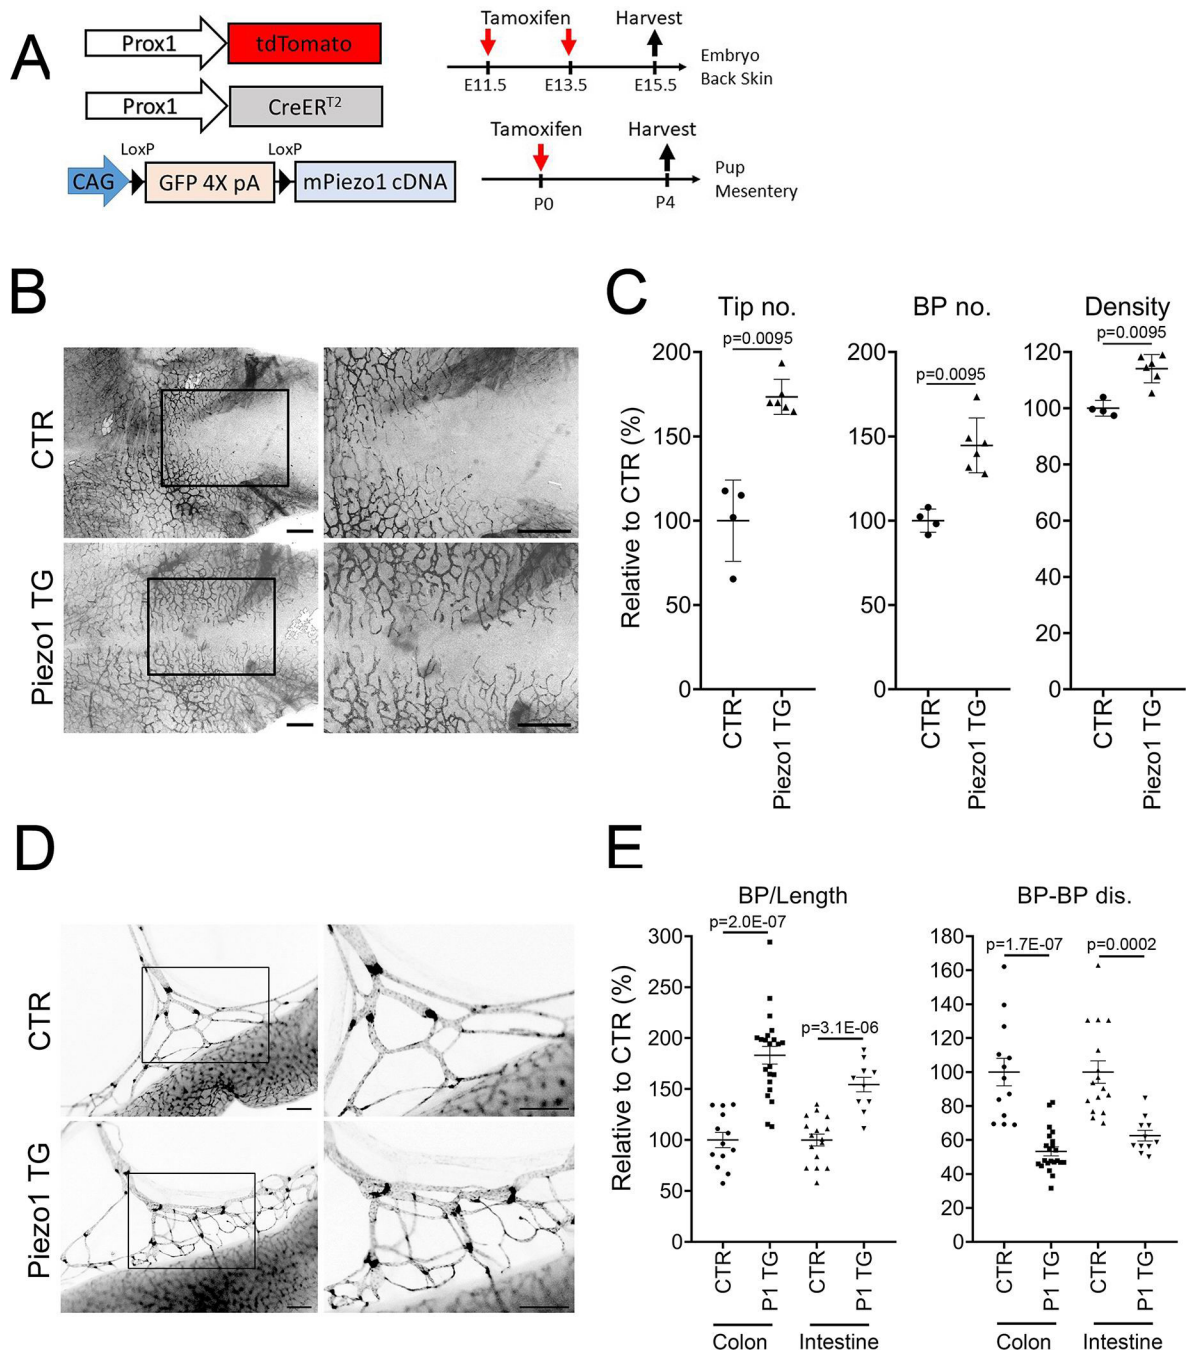 A
Prox1
tdTomato
Prox1
CreERT2
LoxP
LoxP
CAG
GFP 4X pA
mPiezo1 cDNA
Tamoxifen
Harvest
E11.5
E13.5
E15.5
Embryo
Back Skin
Tamoxifen
Harvest
P0
P4
Pup
Mesentery
B
CTR
Piezo1 TG
C
Tip no.
BP no.
Density
p=0.0095
p=0.0095
p=0.0095
Relative to CTR (%)
200
150
100
50
0
CTR
Piezo1 TG
200
150
100
50
0
CTR
Piezo1 TG
120
100
80
60
40
20
0
CTR
Piezo1 TG
D
CTR
Piezo1 TG
E
BP/Length
BP-BP dis.
p=2.0E-07
p=3.1E-06
Relative to CTR (%)
300
250
200
150
100
50
0
CTR
P1 TG
CTR
P1 TG
Colon
Intestine
p=1.7E-07
p=0.0002
180
160
140
120
100
80
60
40
20
0
CTR
P1 TG
CTR
P1 TG
Colon
Intestine